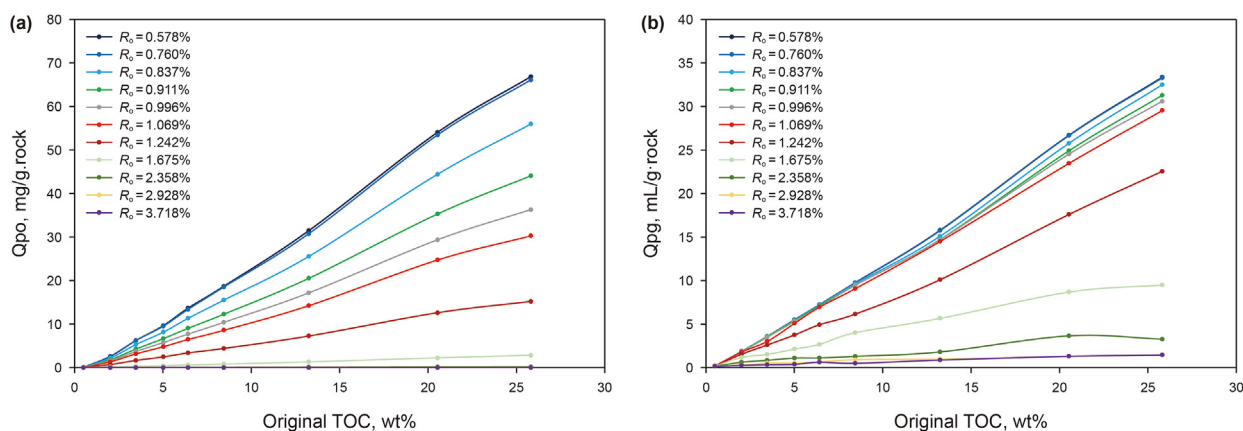 (a)
80
70
60
50
40
30
20
10
0
Qpo, mg/g.rock
Rₒ = 0.578%
Rₒ = 0.760%
Rₒ = 0.837%
Rₒ = 0.911%
Rₒ = 0.996%
Rₒ = 1.069%
Rₒ = 1.242%
Rₒ = 1.675%
Rₒ = 2.358%
Rₒ = 2.928%
Rₒ = 3.718%
0 5 10 15 20 25 30
Original TOC, wt%
(b)
40
35
30
25
20
15
10
5
0
Qpg, mL/g·rock
Rₒ = 0.578%
Rₒ = 0.760%
Rₒ = 0.837%
Rₒ = 0.911%
Rₒ = 0.996%
Rₒ = 1.069%
Rₒ = 1.242%
Rₒ = 1.675%
Rₒ = 2.358%
Rₒ = 2.928%
Rₒ = 3.718%
0 5 10 15 20 25 30
Original TOC, wt%